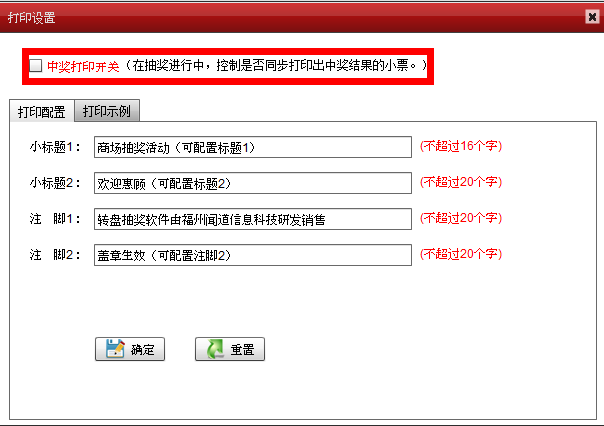 打印设置
中奖打印开关（在抽奖进行中，控制是否同步打印出中奖结果的小票。）
打印配置 打印示例
小标题1： 商场抽奖活动（可配置标题1） (不超过16个字)
小标题2： 欢迎惠顾（可配置标题2） (不超过20个字)
注 脚1： 转盘抽奖软件由福州闻道信息科技研发销售 (不超过20个字)
注 脚2： 盖章生效（可配置注脚2） (不超过20个字)
确定 重置